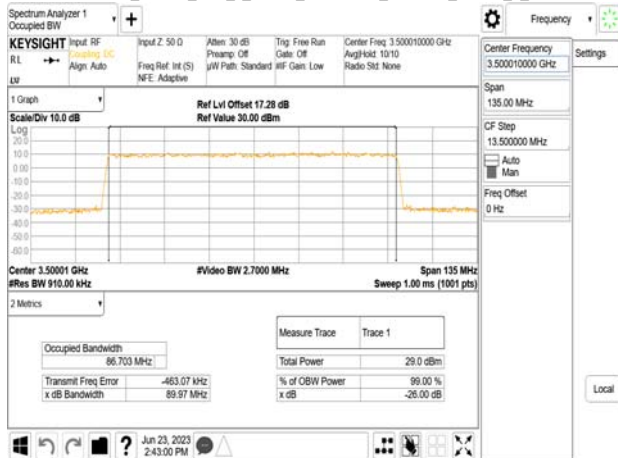 Spectrum Analyzer 1
Occupied BW
Frequency
KEYSIGHT
Input: RF
Coupling: DC
Align: Auto
RL
LV
Input Z: 50 Ω
Freq Ref: Int (S)
NFE: Adaptive
Atten: 30 dB
Preamp: Off
µW Path: Standard
Trig: Free Run
Gate: Off
#IF Gain: Low
Center Freq: 3.500010000 GHz
Avg|Hold: 10/10
Radio Std: None
1 Graph
Scale/Div 10.0 dB
Ref Lvl Offset 17.28 dB
Ref Value 30.00 dBm
Log
20.0
10.0
0.00
-10.0
-20.0
-30.0
-40.0
-50.0
-60.0
Center 3.50001 GHz
#Res BW 910.00 kHz
#Video BW 2.7000 MHz
Span 135 MHz
Sweep 1.00 ms (1001 pts)
2 Metrics
Measure Trace
Trace 1
Occupied Bandwidth
86.703 MHz
Total Power
29.0 dBm
Transmit Freq Error
-463.07 kHz
% of OBW Power
99.00 %
x dB Bandwidth
89.97 MHz
x dB
-26.00 dB
Center Frequency
3.500010000 GHz
Settings
Span
135.00 MHz
CF Step
13.500000 MHz
Auto
Man
Freq Offset
0 Hz
Local
Jun 23, 2023
2:43:00 PM